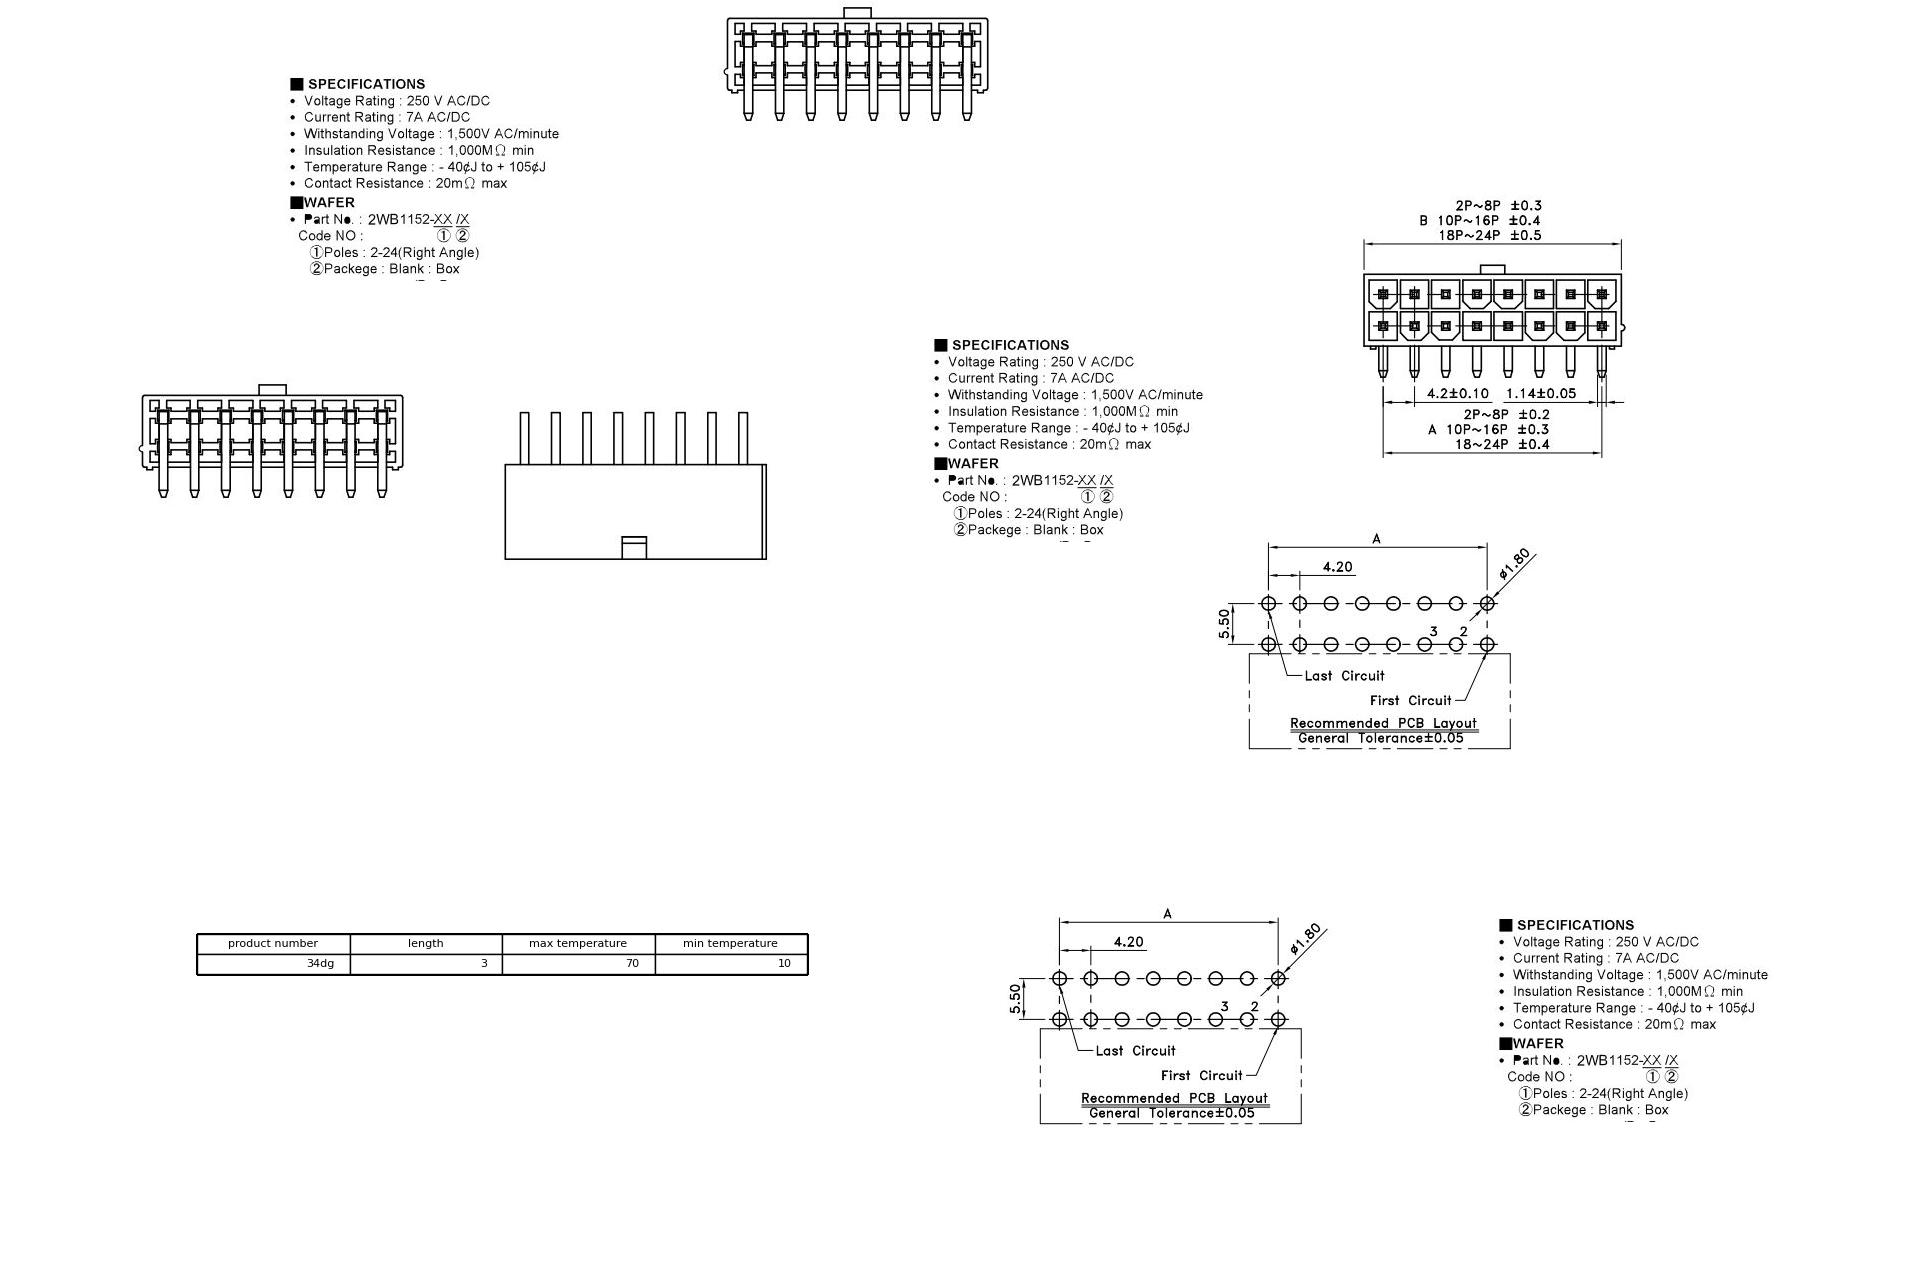 ■ SPECIFICATIONS
• Voltage Rating : 250 V AC/DC
• Current Rating : 7A AC/DC
• Withstanding Voltage : 1,500V AC/minute
• Insulation Resistance : 1,000MΩ min
• Temperature Range : - 40¢J to + 105¢J
• Contact Resistance : 20mΩ max
■WAFER
• Part No. : 2WB1152-XX /X
Code NO : ① ②
①Poles : 2-24(Right Angle)
②Packege : Blank : Box
2P~8P ±0.3
B 10P~16P ±0.4
18P~24P ±0.5
4.2±0.10 1.14±0.05
2P~8P ±0.2
A 10P~16P ±0.3
18~24P ±0.4
■ SPECIFICATIONS
• Voltage Rating : 250 V AC/DC
• Current Rating : 7A AC/DC
• Withstanding Voltage : 1,500V AC/minute
• Insulation Resistance : 1,000MΩ min
• Temperature Range : - 40¢J to + 105¢J
• Contact Resistance : 20mΩ max
■WAFER
• Part No. : 2WB1152-XX /X
Code NO : ① ②
①Poles : 2-24(Right Angle)
②Packege : Blank : Box
A
4.20
ø1.80
5.50
3 2
Last Circuit
First Circuit
Recommended PCB Layout
General Tolerance±0.05
product number length max temperature min temperature
34dg 3 70 10
A
4.20
ø1.80
5.50
3 2
Last Circuit
First Circuit
Recommended PCB Layout
General Tolerance±0.05
■ SPECIFICATIONS
• Voltage Rating : 250 V AC/DC
• Current Rating : 7A AC/DC
• Withstanding Voltage : 1,500V AC/minute
• Insulation Resistance : 1,000MΩ min
• Temperature Range : - 40¢J to + 105¢J
• Contact Resistance : 20mΩ max
■WAFER
• Part No. : 2WB1152-XX /X
Code NO : ① ②
①Poles : 2-24(Right Angle)
②Packege : Blank : Box